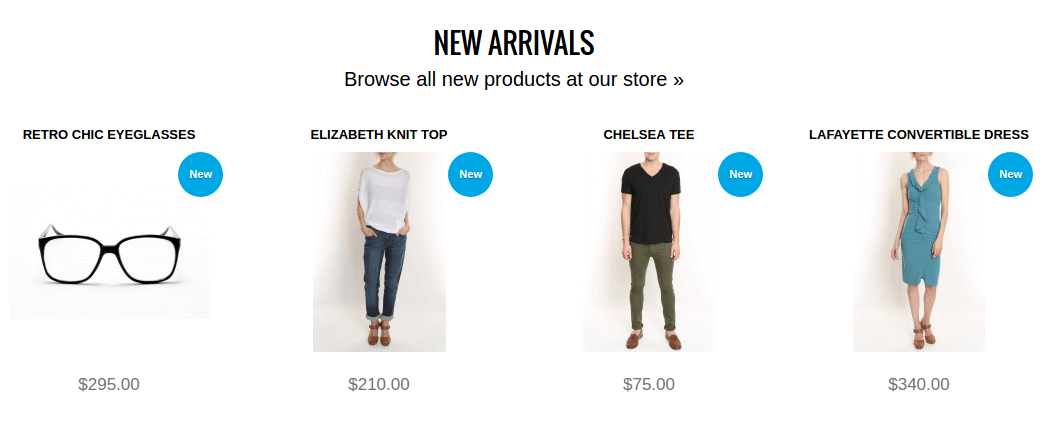 NEW ARRIVALS
Browse all new products at our store »
RETRO CHIC EYEGLASSES
ELIZABETH KNIT TOP
CHELSEA TEE
LAFAYETTE CONVERTIBLE DRESS
New
New
New
New
$295.00
$210.00
$75.00
$340.00